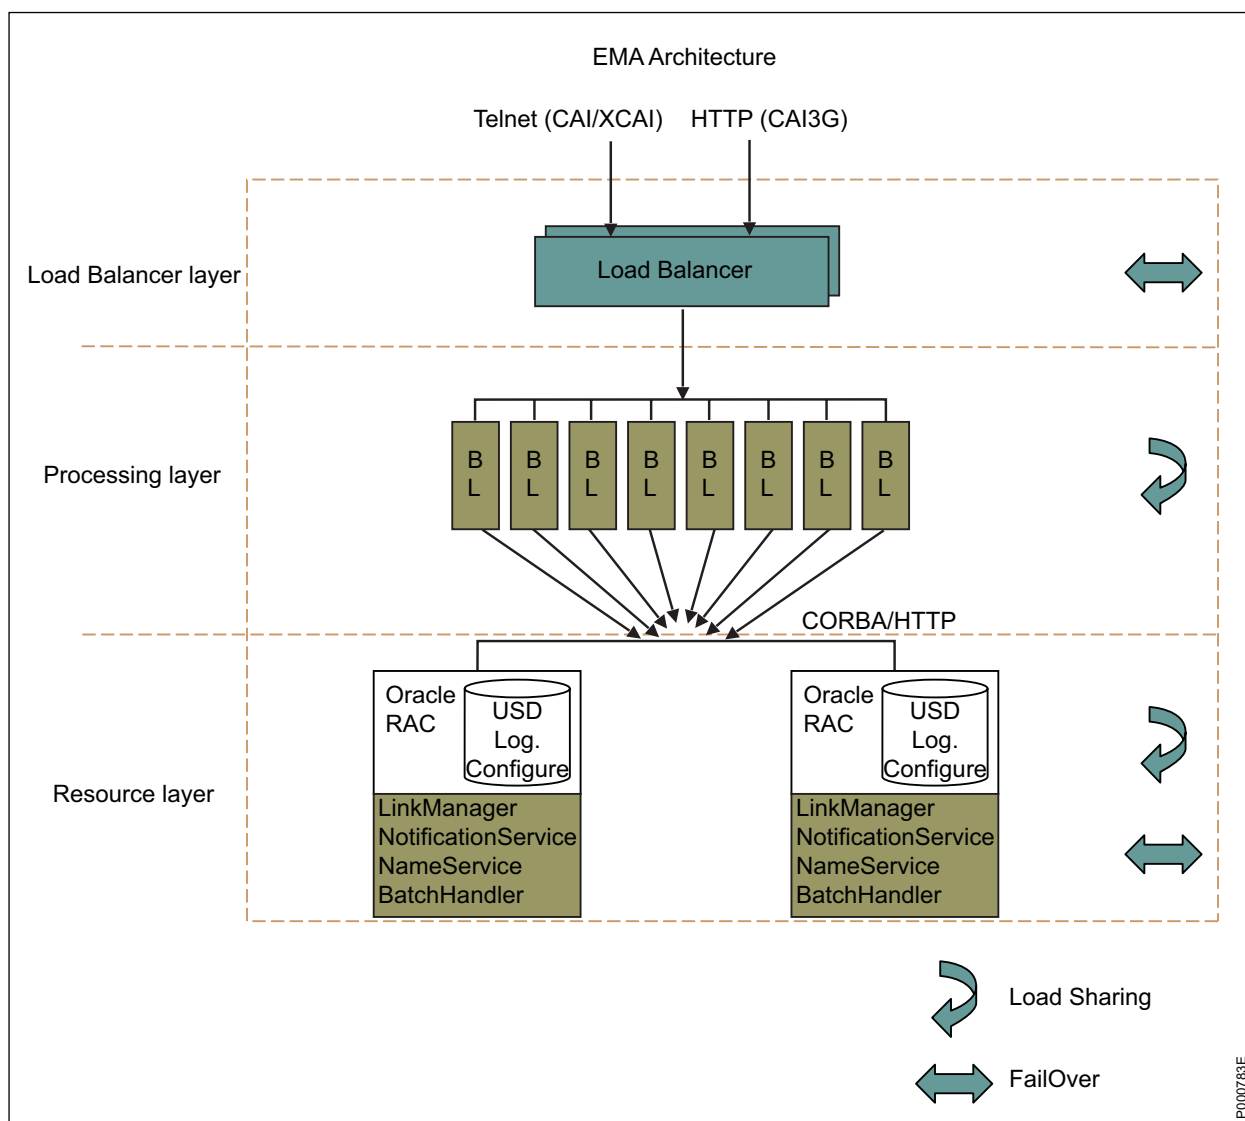 EMA Architecture
Telnet (CAI/XCAI) HTTP (CAI3G)
Load Balancer layer
Load Balancer
Processing layer
B
L
B
L
B
L
B
L
B
L
B
L
B
L
B
L
CORBA/HTTP
Resource layer
Oracle
RAC
USD
Log.
Configure
LinkManager
NotificationService
NameService
BatchHandler
Oracle
RAC
USD
Log.
Configure
LinkManager
NotificationService
NameService
BatchHandler
Load Sharing
FailOver
P000783E